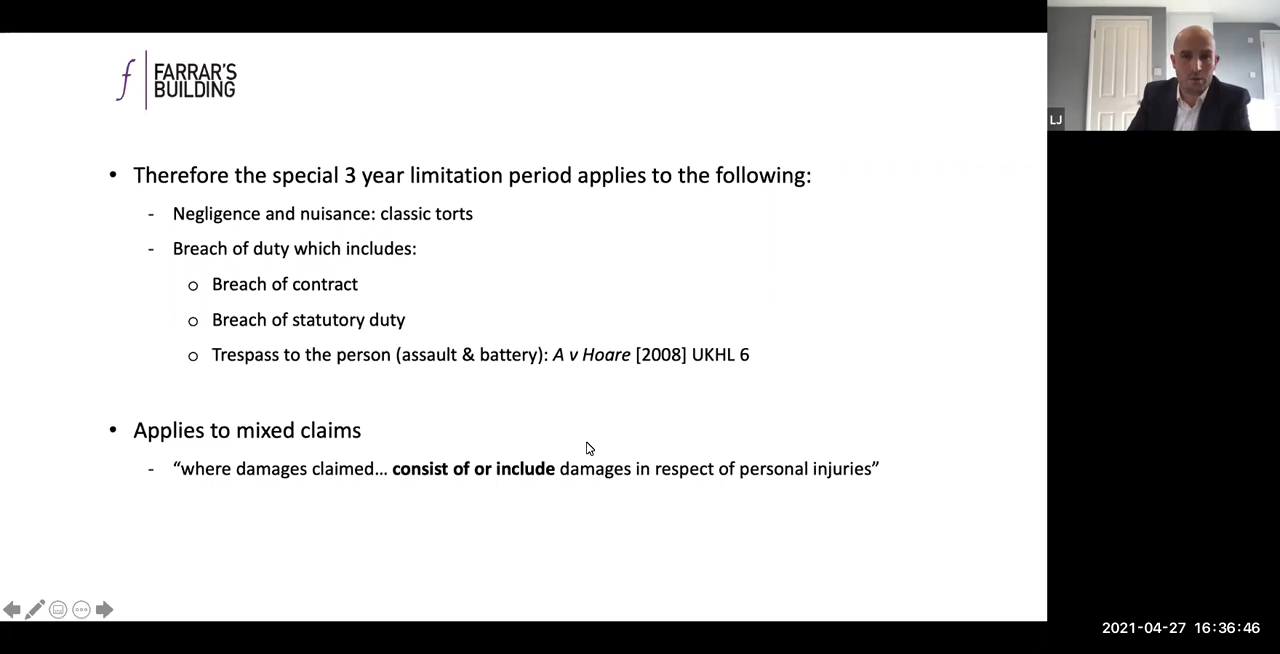 f FARRAR'S
BUILDING
LJ
• Therefore the special 3 year limitation period applies to the following:
- Negligence and nuisance: classic torts
- Breach of duty which includes:
o Breach of contract
o Breach of statutory duty
o Trespass to the person (assault & battery): A v Hoare [2008] UKHL 6
• Applies to mixed claims
- “where damages claimed... consist of or include damages in respect of personal injuries”
2021-04-27 16:36:46